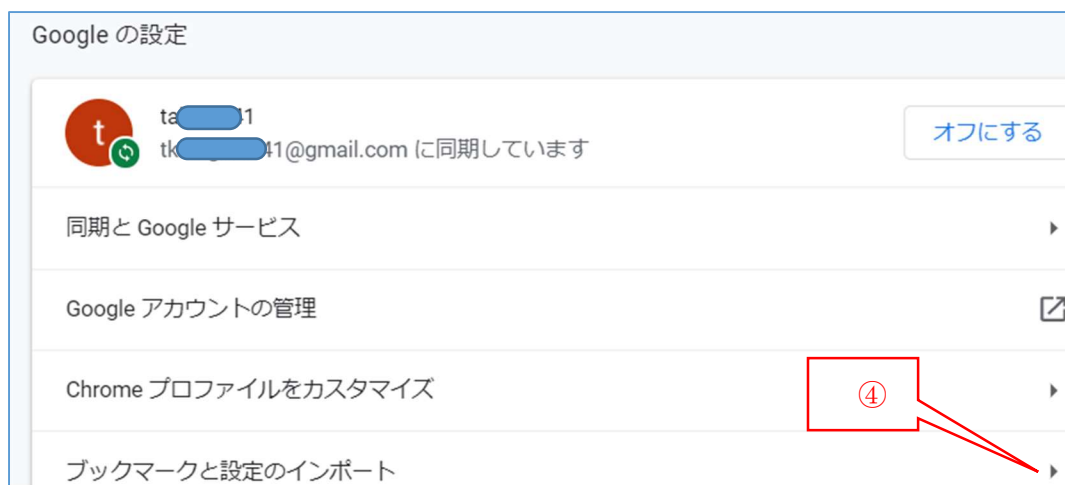 Google の設定
t
ta 41
tk 41@gmail.com に同期しています
オフにする
同期と Google サービス
Google アカウントの管理
Chrome プロファイルをカスタマイズ
④
ブックマークと設定のインポート